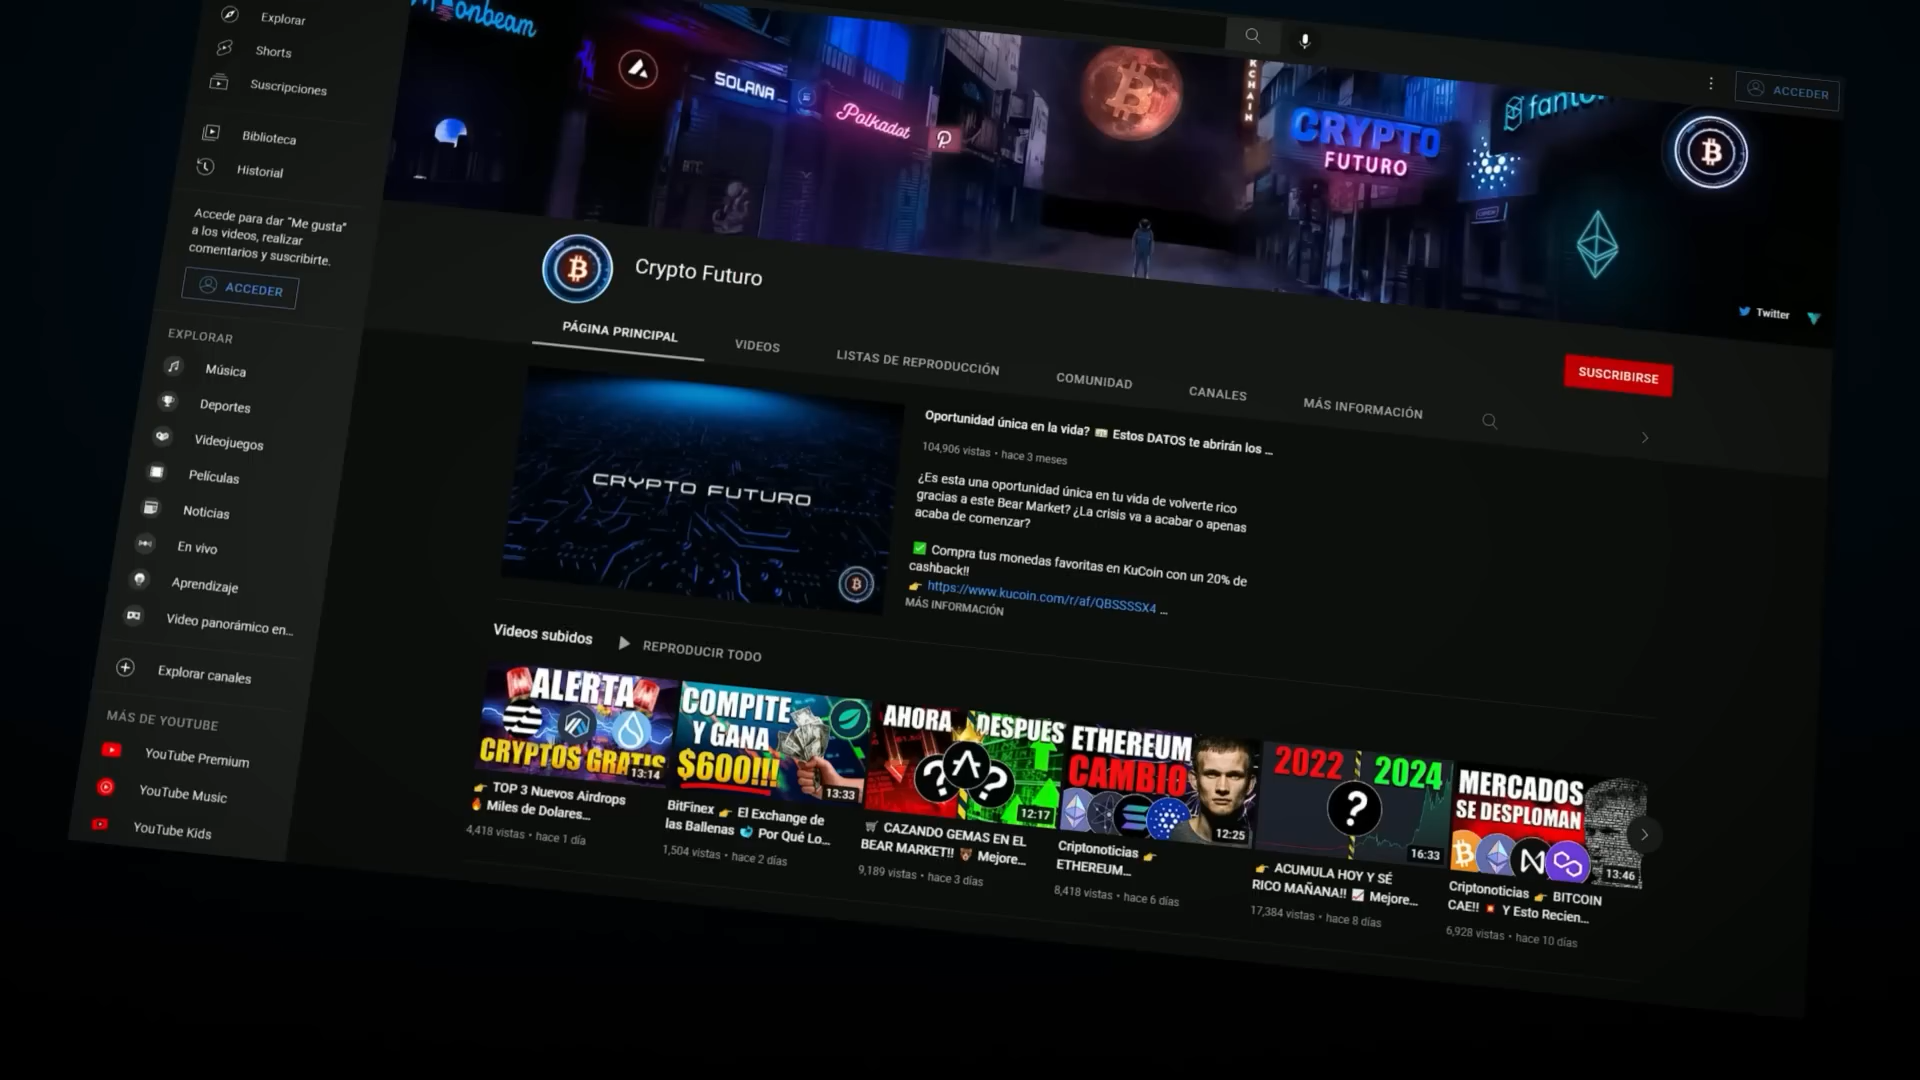 Explorar
Shorts
Suscripciones
Biblioteca
Historial
Accede para dar “Me gusta”
a los videos, realizar
comentarios y suscribirte.
ACCEDER
EXPLORAR
Música
Deportes
Videojuegos
Películas
Noticias
En vivo
Aprendizaje
Video panorámico en...
Explorar canales
MÁS DE YOUTUBE
YouTube Premium
YouTube Music
YouTube Kids
ACCEDER
Moonbeam
SOLANA
Polkadot
BTC
KCHAIN
CRYPTO
FUTURO
fantom
Twitter
Crypto Futuro
SUSCRIBIRSE
PÁGINA PRINCIPAL
VIDEOS
LISTAS DE REPRODUCCIÓN
COMUNIDAD
CANALES
MÁS INFORMACIÓN
CRYPTO FUTURO
Oportunidad única en la vida? 💵 Estos DATOS te abrirán los ...
104,906 vistas • hace 3 meses
¿Es esta una oportunidad única en tu vida de volverte rico
gracias a este Bear Market? ¿La crisis va a acabar o apenas
acaba de comenzar?
✅ Compra tus monedas favoritas en KuCoin con un 20% de
cashback!!
👉 https://www.kucoin.com/r/af/QBSSSSX4 ...
MÁS INFORMACIÓN
Videos subidos
REPRODUCIR TODO
ALERTA
CRYPTOS GRATIS
13:14
👉 TOP 3 Nuevos Airdrops
🔥 Miles de Dolares...
4,418 vistas • hace 1 día
COMPITE
Y GANA
$600!!!
13:33
BitFinex 👉 El Exchange de
las Ballenas 🐳 Por Qué Lo...
1,504 vistas • hace 2 días
AHORA
DESPUÉS
? ?
12:17
🛒 CAZANDO GEMAS EN EL
BEAR MARKET!! 🐻 Mejore...
9,189 vistas • hace 3 días
ETHEREUM
CAMBIO
12:25
Criptonoticias 👉
ETHEREUM...
8,418 vistas • hace 6 días
2022
2024
?
16:33
👉 ACUMULA HOY Y SÉ
RICO MAÑANA!! 📈 Mejore...
17,384 vistas • hace 8 días
MERCADOS
SE DESPLOMAN
13:46
Criptonoticias 👉 BITCOIN
CAE!! 💥 Y Esto Recien...
6,928 vistas • hace 10 días